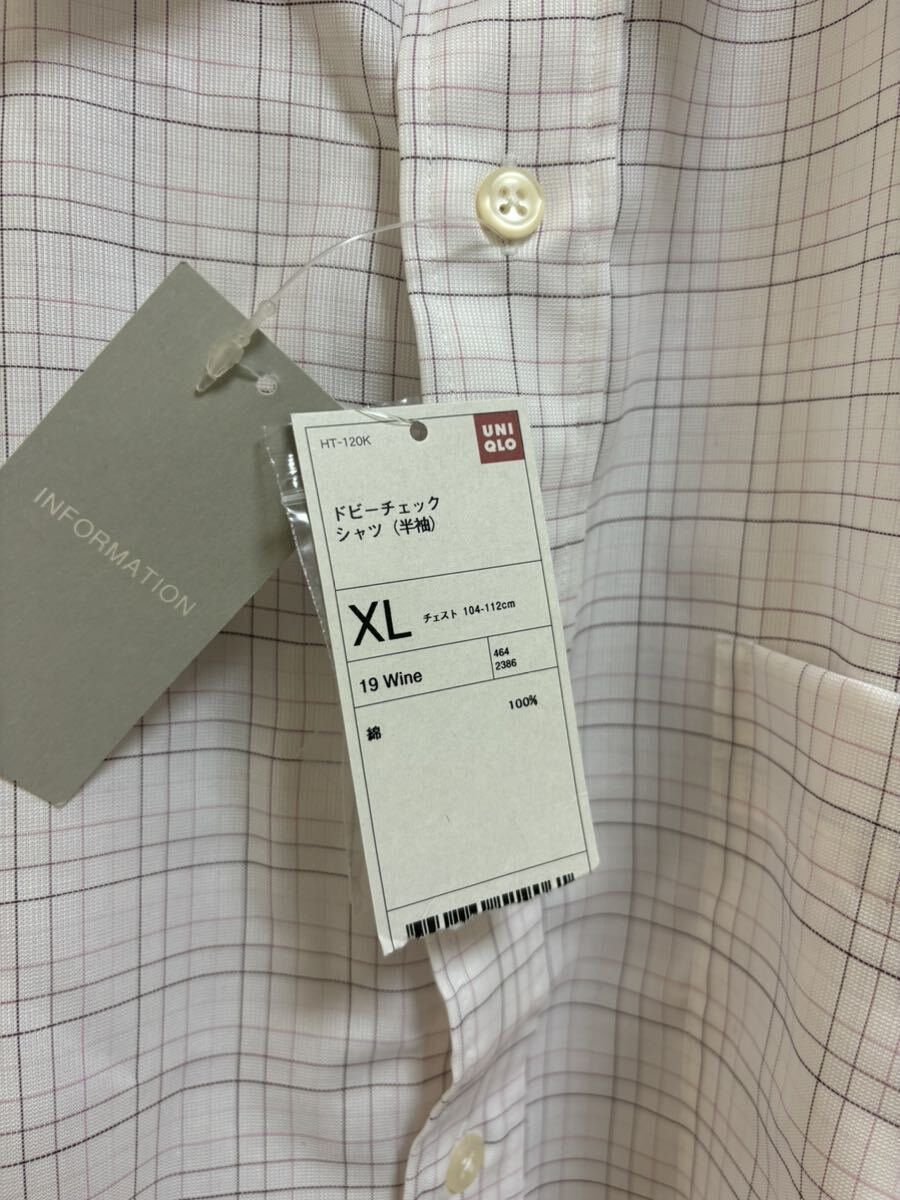 INFORMATION
HT-120K
UNI
QLO
ドビーチェック
シャツ（半袖）
XL チェスト 104-112cm
19 Wine
464
2386
綿 100%